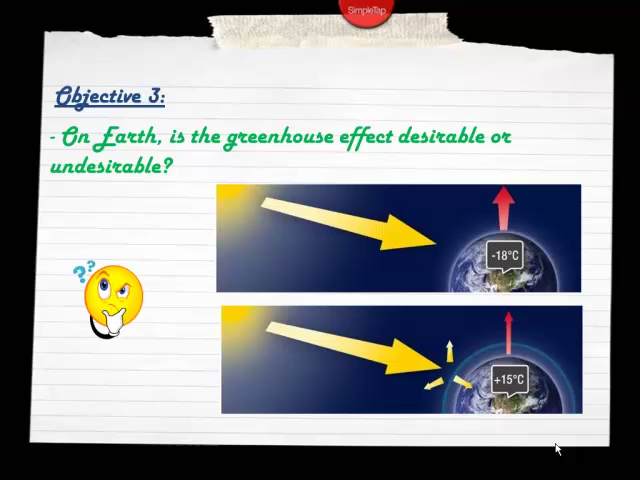 SimpleTap
Objective 3:
- On Earth, is the greenhouse effect desirable or
undesirable?
-18°C
??
+15°C